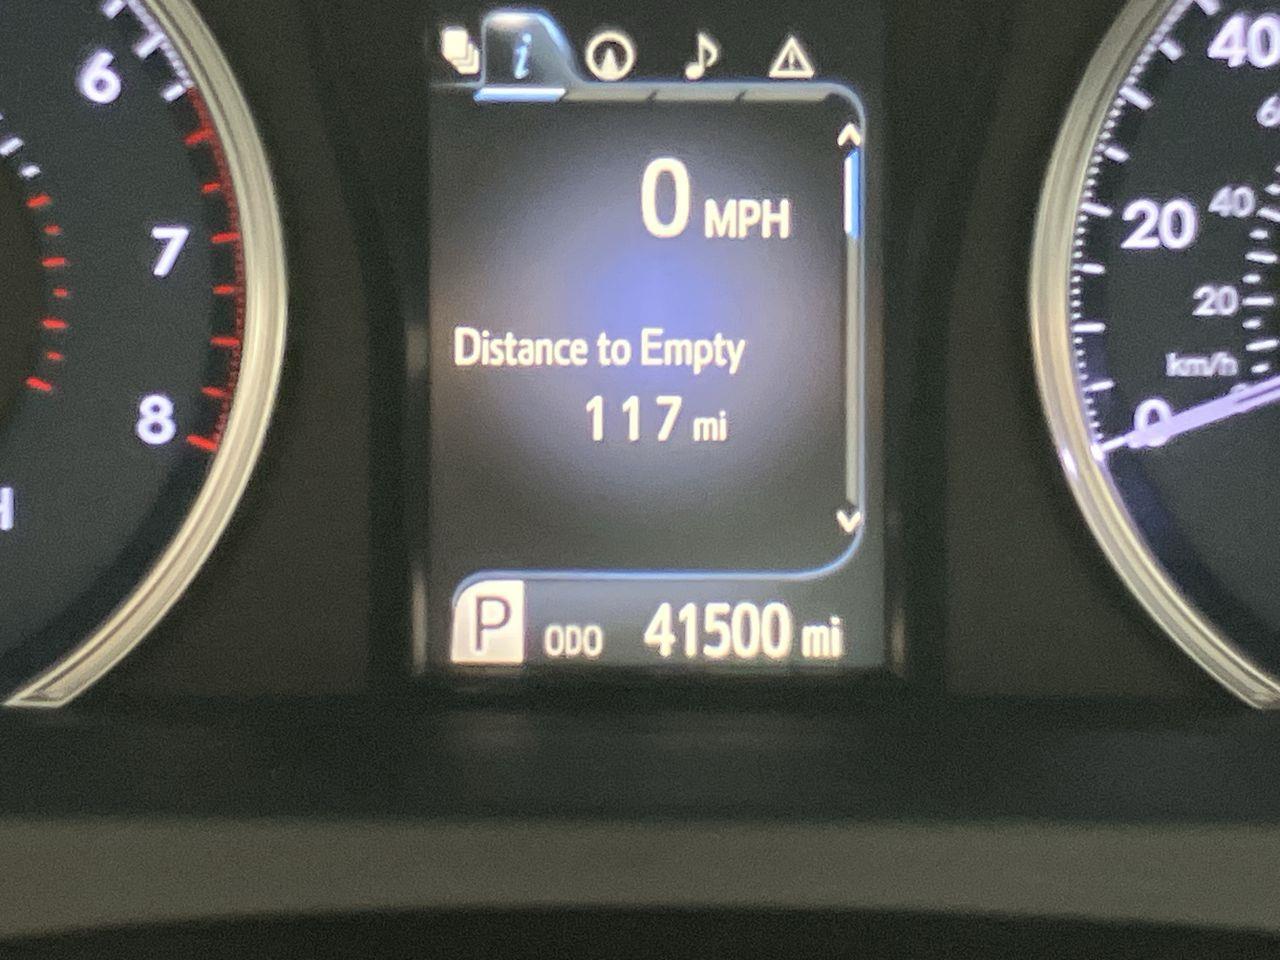 6
7
8
i
0 MPH
Distance to Empty
117 mi
P ODO 41500 mi
40
20
40
20
km/h
0